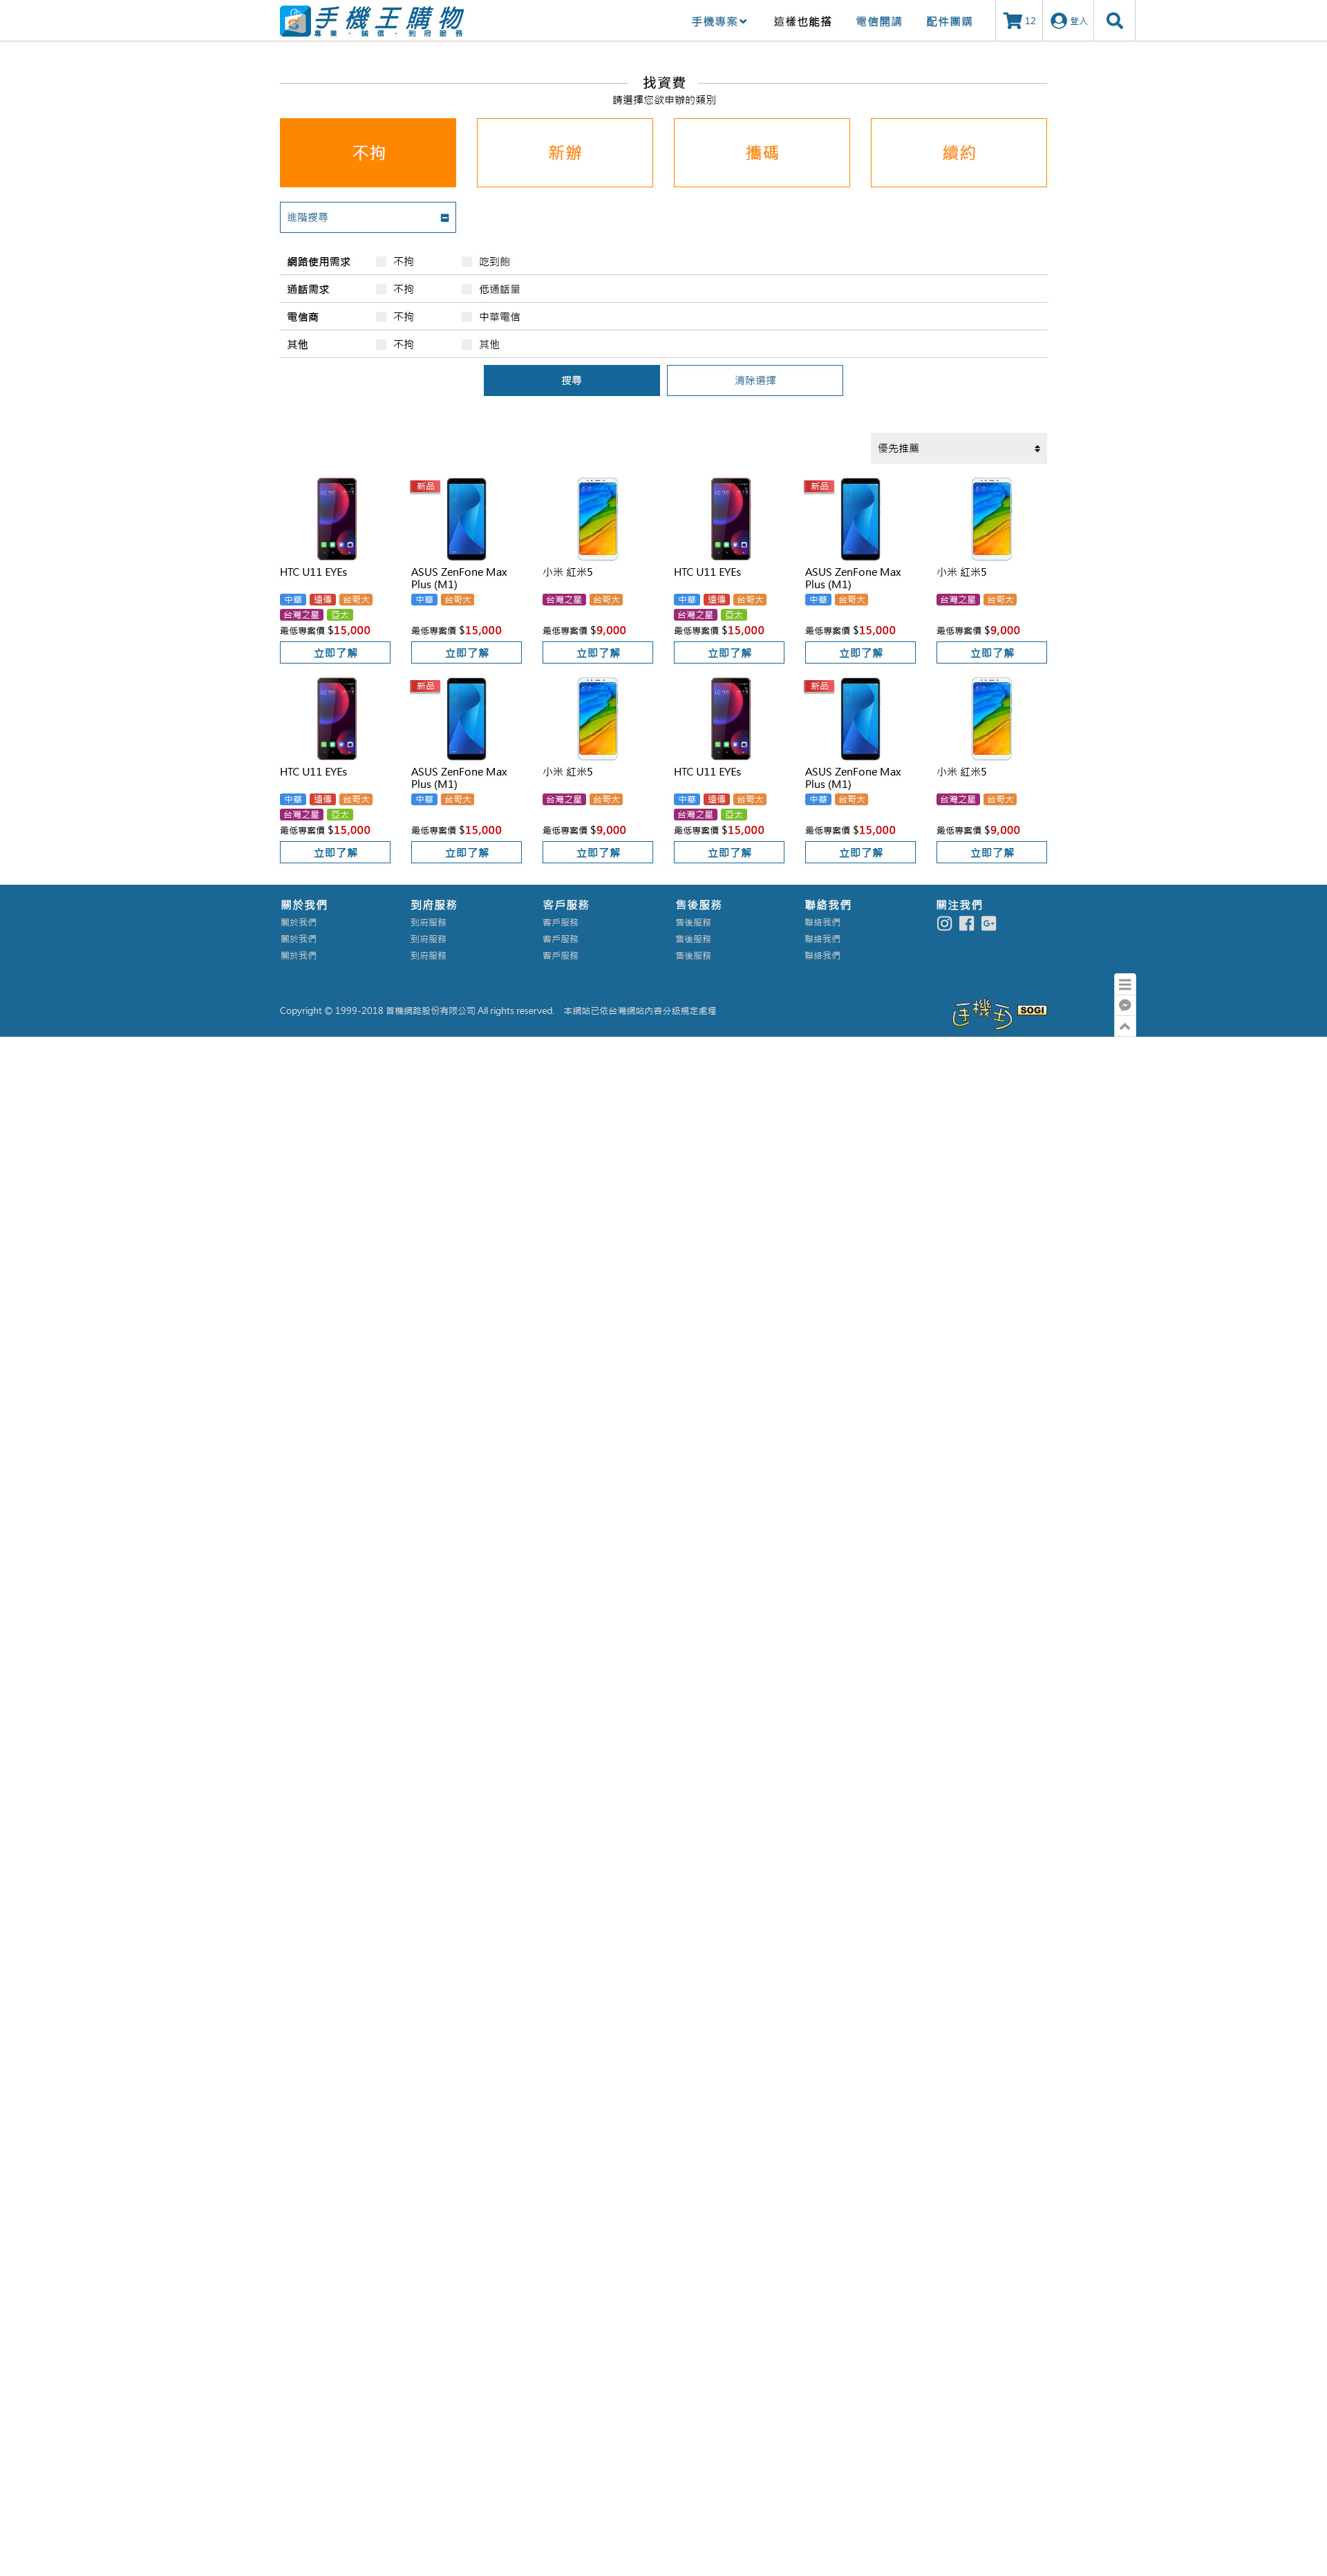 手機王購物
專業．誠信．到府服務
手機專案 這樣也能搭 電信開講 配件團購 12 登入
找資費
請選擇您欲申辦的類別
不拘 新辦 攜碼 續約
進階搜尋
網路使用需求 不拘 吃到飽
通話需求 不拘 低通話量
電信商 不拘 中華電信
其他 不拘 其他
搜尋 清除選擇
優先推薦
新品 新品
HTC U11 EYEs ASUS ZenFone Max 小米 紅米5 HTC U11 EYEs ASUS ZenFone Max 小米 紅米5
Plus (M1) Plus (M1)
中華 遠傳 台哥大 中華 台哥大 台灣之星 台哥大 中華 遠傳 台哥大 中華 台哥大 台灣之星 台哥大
台灣之星 亞太 台灣之星 亞太
最低專案價 $15,000 最低專案價 $15,000 最低專案價 $9,000 最低專案價 $15,000 最低專案價 $15,000 最低專案價 $9,000
立即了解 立即了解 立即了解 立即了解 立即了解 立即了解
新品 新品
HTC U11 EYEs ASUS ZenFone Max 小米 紅米5 HTC U11 EYEs ASUS ZenFone Max 小米 紅米5
Plus (M1) Plus (M1)
中華 遠傳 台哥大 中華 台哥大 台灣之星 台哥大 中華 遠傳 台哥大 中華 台哥大 台灣之星 台哥大
台灣之星 亞太 台灣之星 亞太
最低專案價 $15,000 最低專案價 $15,000 最低專案價 $9,000 最低專案價 $15,000 最低專案價 $15,000 最低專案價 $9,000
立即了解 立即了解 立即了解 立即了解 立即了解 立即了解
關於我們 到府服務 客戶服務 售後服務 聯絡我們 關注我們
關於我們 到府服務 客戶服務 售後服務 聯絡我們
關於我們 到府服務 客戶服務 售後服務 聯絡我們
關於我們 到府服務 客戶服務 售後服務 聯絡我們
Copyright © 1999-2018 首機網路股份有限公司 All rights reserved. 本網站已依台灣網站內容分級規定處理
手機王 SOGI